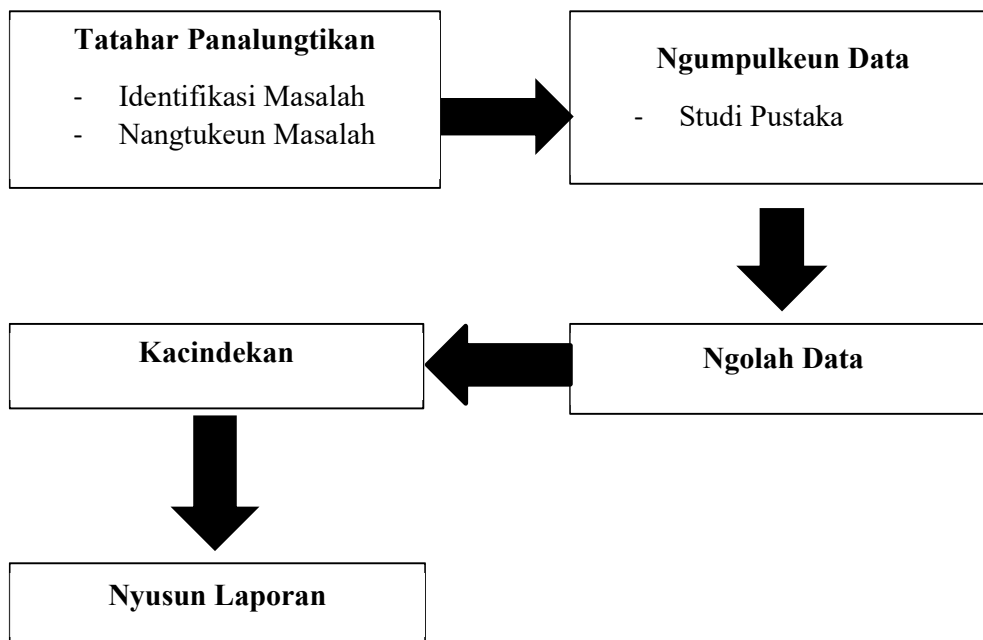 Tatahar Panalungtikan
- Identifikasi Masalah
- Nangtukeun Masalah
Ngumpulkeun Data
- Studi Pustaka
Ngolah Data
Kacindekan
Nyusun Laporan